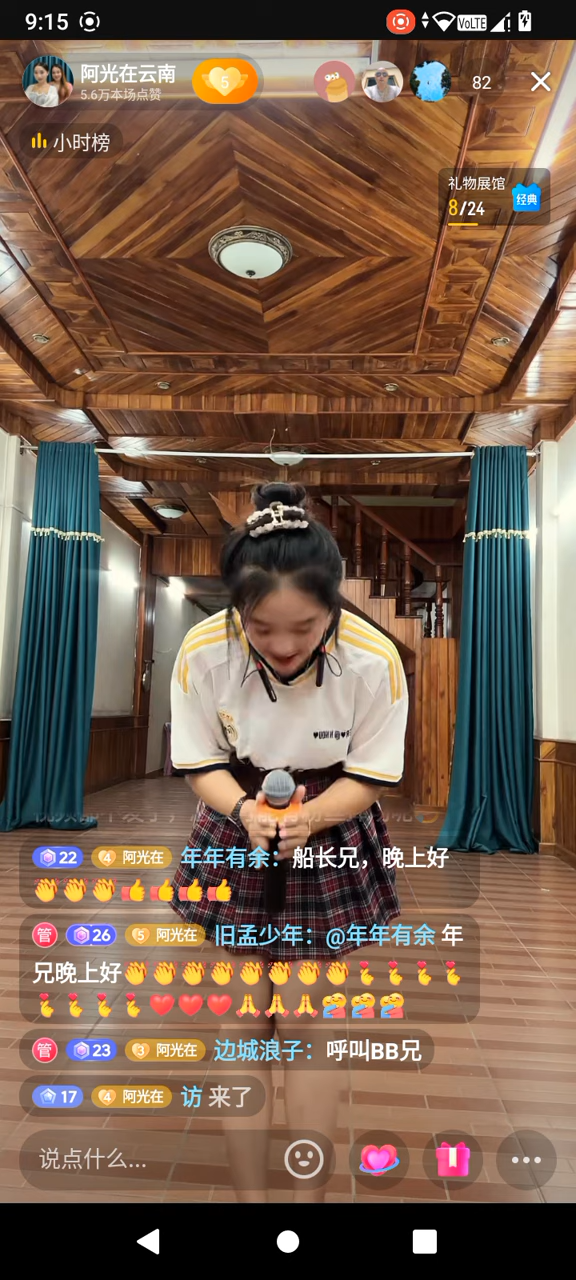 9:15
VoLTE
阿光在云南
5.6万本场点赞
5
82
小时榜
礼物展馆
8/24
经典
22 4 阿光在 年年有余：船长兄，晚上好
👏👏👏👍👍👍👍
管 26 5 阿光在 旧孟少年：@年年有余 年
兄晚上好👏👏👏👏👏👏👏👏🫰🫰🫰🫰
🫰🫰🫰🫰❤️❤️❤️🙏🙏🙏🫂🫂🫂
管 23 3 阿光在 边城浪子：呼叫BB兄
17 4 阿光在 访 来了
说点什么...